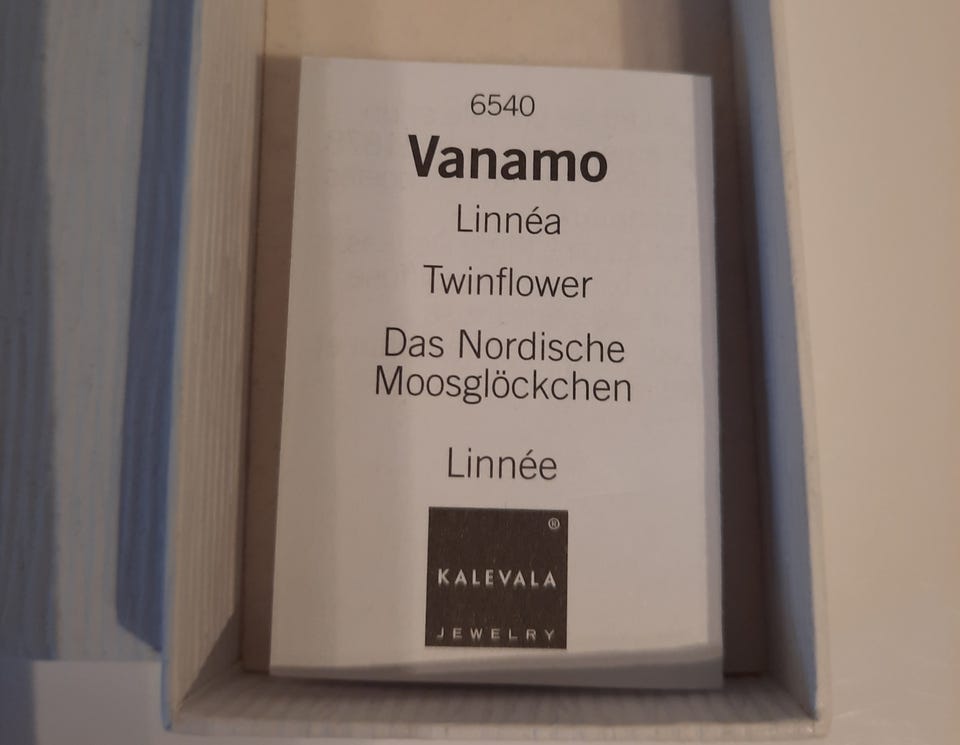 6540
Vanamo
Linnéa
Twinflower
Das Nordische
Moosglöckchen
Linnée
®
KALEVALA
JEWELRY